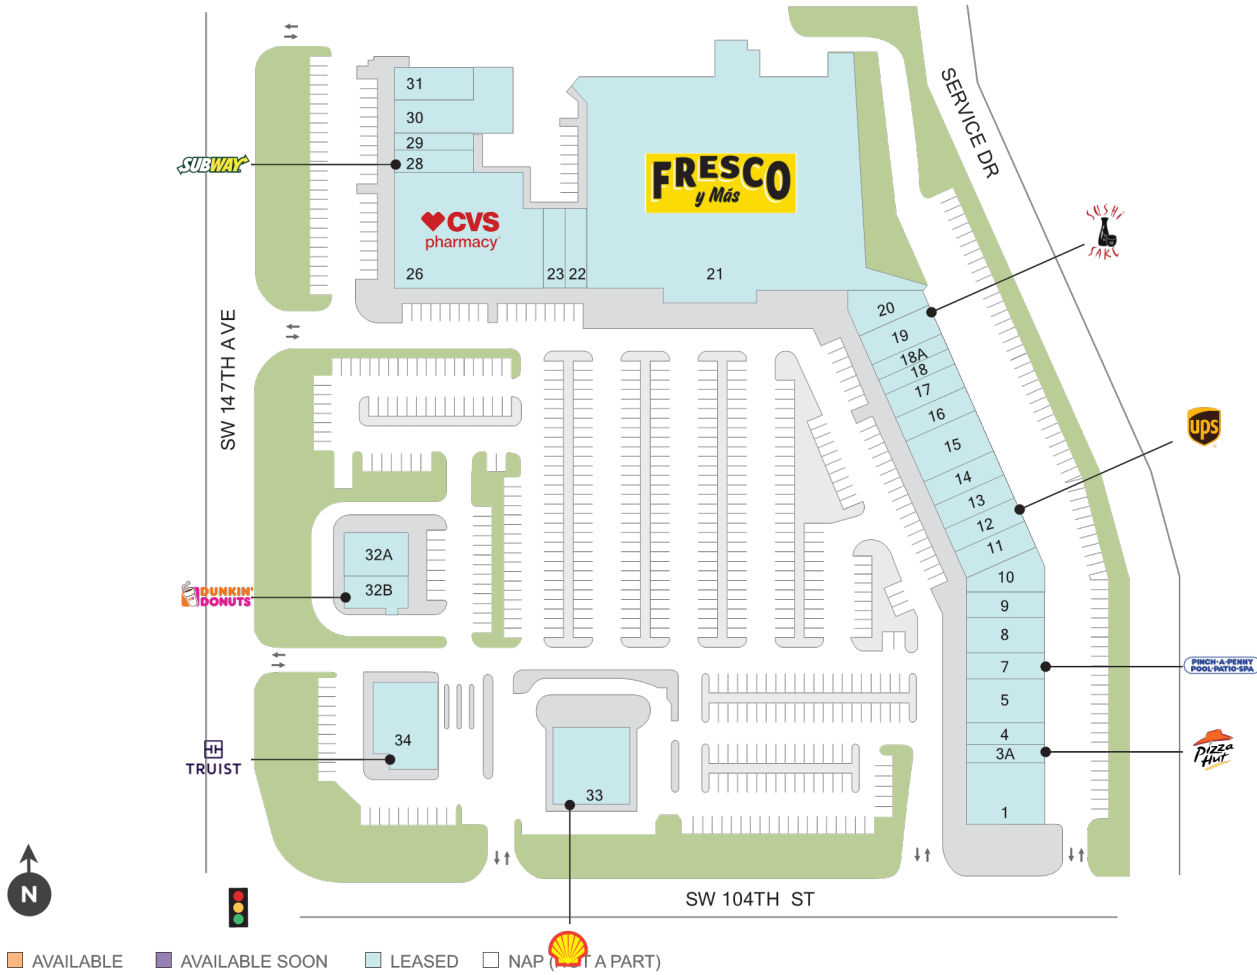 31
30
29
28
SUBWAY
CVS
pharmacy
26
23
22
21
FRESCO
y Más
SERVICE DR
SUSHI
SAKE
20
19
18A
18
17
16
15
14
13
12
11
10
9
8
7
5
4
3A
1
ups
PINCH·A·PENNY
POOL·PATIO·SPA
Pizza
Hut
SW 147TH AVE
32A
32B
DUNKIN'
DONUTS
34
TRUIST
33
SW 104TH ST
N
AVAILABLE
AVAILABLE SOON
LEASED
NAP (NOT A PART)